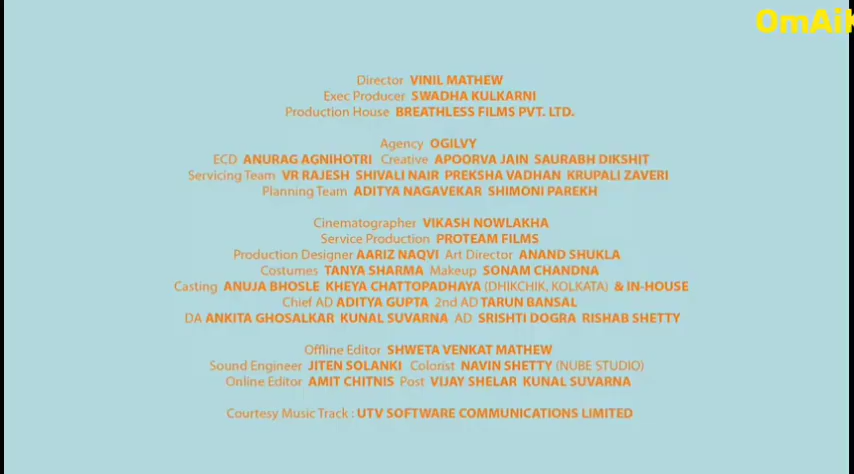 OmAiK
Director VINIL MATHEW
Exec Producer SWADHA KULKARNI
Production House BREATHLESS FILMS PVT. LTD.
Agency OGILVY
ECD ANURAG AGNIHOTRI Creative APOORVA JAIN SAURABH DIKSHIT
Servicing Team VR RAJESH SHIVALI NAIR PREKSHA VADHAN KRUPALI ZAVERI
Planning Team ADITYA NAGAVEKAR SHIMONI PAREKH
Cinematographer VIKASH NOWLAKHA
Service Production PROTEAM FILMS
Production Designer AARIZ NAQVI Art Director ANAND SHUKLA
Costumes TANYA SHARMA Makeup SONAM CHANDNA
Casting ANUJA BHOSLE KHEYA CHATTOPADHAYA (DHIKCHIK, KOLKATA) & IN-HOUSE
Chief AD ADITYA GUPTA 2nd AD TARUN BANSAL
DA ANKITA GHOSALKAR KUNAL SUVARNA AD SRISHTI DOGRA RISHAB SHETTY
Offline Editor SHWETA VENKAT MATHEW
Sound Engineer JITEN SOLANKI Colorist NAVIN SHETTY (NUBE STUDIO)
Online Editor AMIT CHITNIS Post VIJAY SHELAR KUNAL SUVARNA
Courtesy Music Track : UTV SOFTWARE COMMUNICATIONS LIMITED